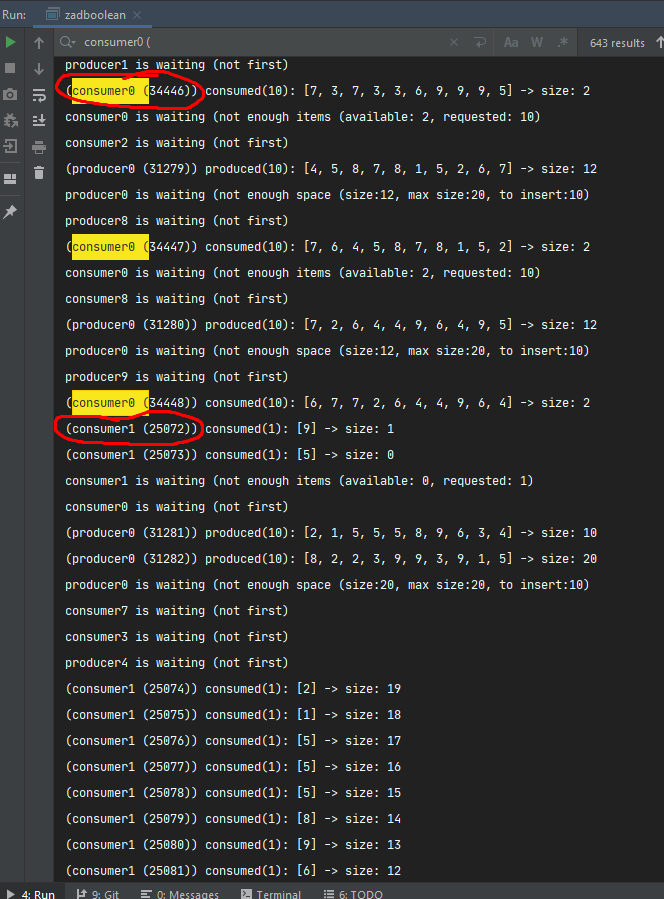 Run: zadboolean
consumer0 ( Aa W .* 643 results
producer1 is waiting (not first)
(consumer0 (34446)) consumed(10): [7, 3, 7, 3, 3, 6, 9, 9, 9, 5] -> size: 2
consumer0 is waiting (not enough items (available: 2, requested: 10)
consumer2 is waiting (not first)
(producer0 (31279)) produced(10): [4, 5, 8, 7, 8, 1, 5, 2, 6, 7] -> size: 12
producer0 is waiting (not enough space (size:12, max size:20, to insert:10)
producer8 is waiting (not first)
(consumer0 (34447)) consumed(10): [7, 6, 4, 5, 8, 7, 8, 1, 5, 2] -> size: 2
consumer0 is waiting (not enough items (available: 2, requested: 10)
consumer8 is waiting (not first)
(producer0 (31280)) produced(10): [7, 2, 6, 4, 4, 9, 6, 4, 9, 5] -> size: 12
producer0 is waiting (not enough space (size:12, max size:20, to insert:10)
producer9 is waiting (not first)
(consumer0 (34448)) consumed(10): [6, 7, 7, 2, 6, 4, 4, 9, 6, 4] -> size: 2
(consumer1 (25072)) consumed(1): [9] -> size: 1
(consumer1 (25073)) consumed(1): [5] -> size: 0
consumer1 is waiting (not enough items (available: 0, requested: 1)
consumer0 is waiting (not first)
(producer0 (31281)) produced(10): [2, 1, 5, 5, 5, 8, 9, 6, 3, 4] -> size: 10
(producer0 (31282)) produced(10): [8, 2, 2, 3, 9, 9, 3, 9, 1, 5] -> size: 20
producer0 is waiting (not enough space (size:20, max size:20, to insert:10)
consumer7 is waiting (not first)
consumer3 is waiting (not first)
producer4 is waiting (not first)
(consumer1 (25074)) consumed(1): [2] -> size: 19
(consumer1 (25075)) consumed(1): [1] -> size: 18
(consumer1 (25076)) consumed(1): [5] -> size: 17
(consumer1 (25077)) consumed(1): [5] -> size: 16
(consumer1 (25078)) consumed(1): [5] -> size: 15
(consumer1 (25079)) consumed(1): [8] -> size: 14
(consumer1 (25080)) consumed(1): [9] -> size: 13
(consumer1 (25081)) consumed(1): [6] -> size: 12
4: Run 9: Git 0: Messages Terminal 6: TODO